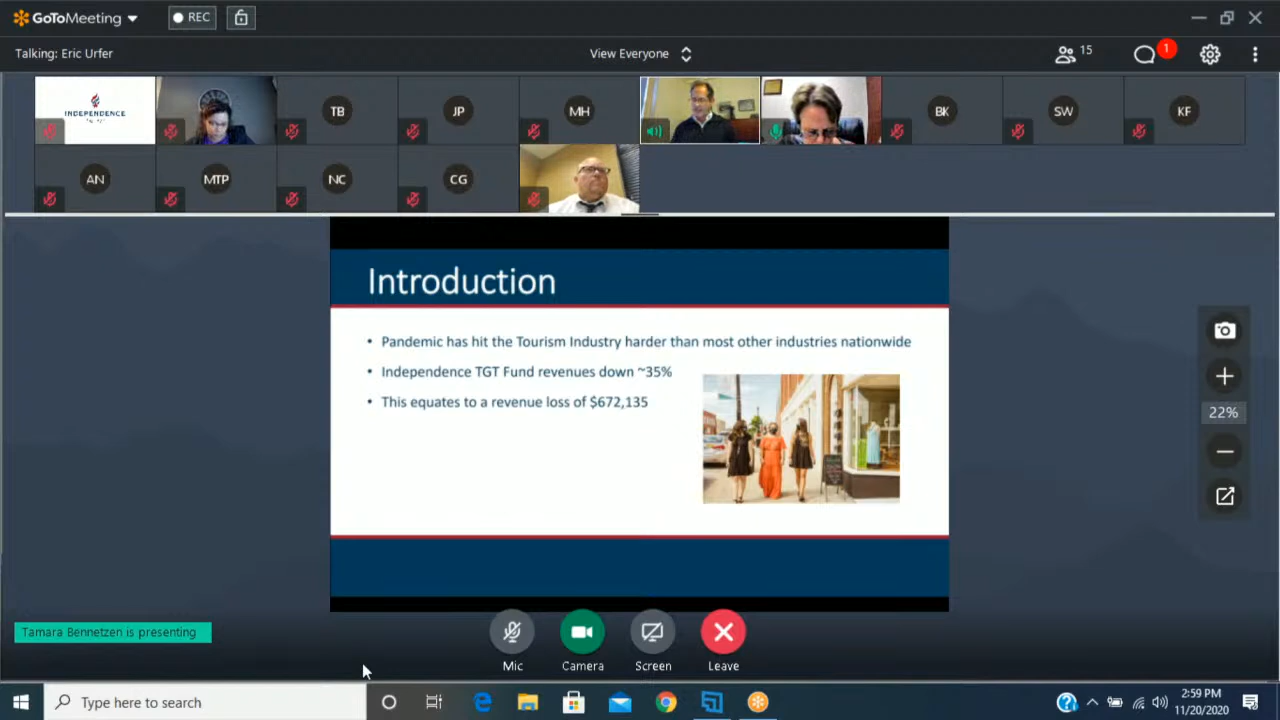 GoToMeeting
REC
Talking: Eric Urfer
View Everyone
15
1
INDEPENDENCE
TB
JP
MH
BK
SW
KF
AN
MTP
NC
CG
Introduction
• Pandemic has hit the Tourism Industry harder than most other industries nationwide
• Independence TGT Fund revenues down ~35%
• This equates to a revenue loss of $672,135
22%
Tamara Bennetzen is presenting
Mic
Camera
Screen
Leave
Type here to search
2:59 PM
11/20/2020